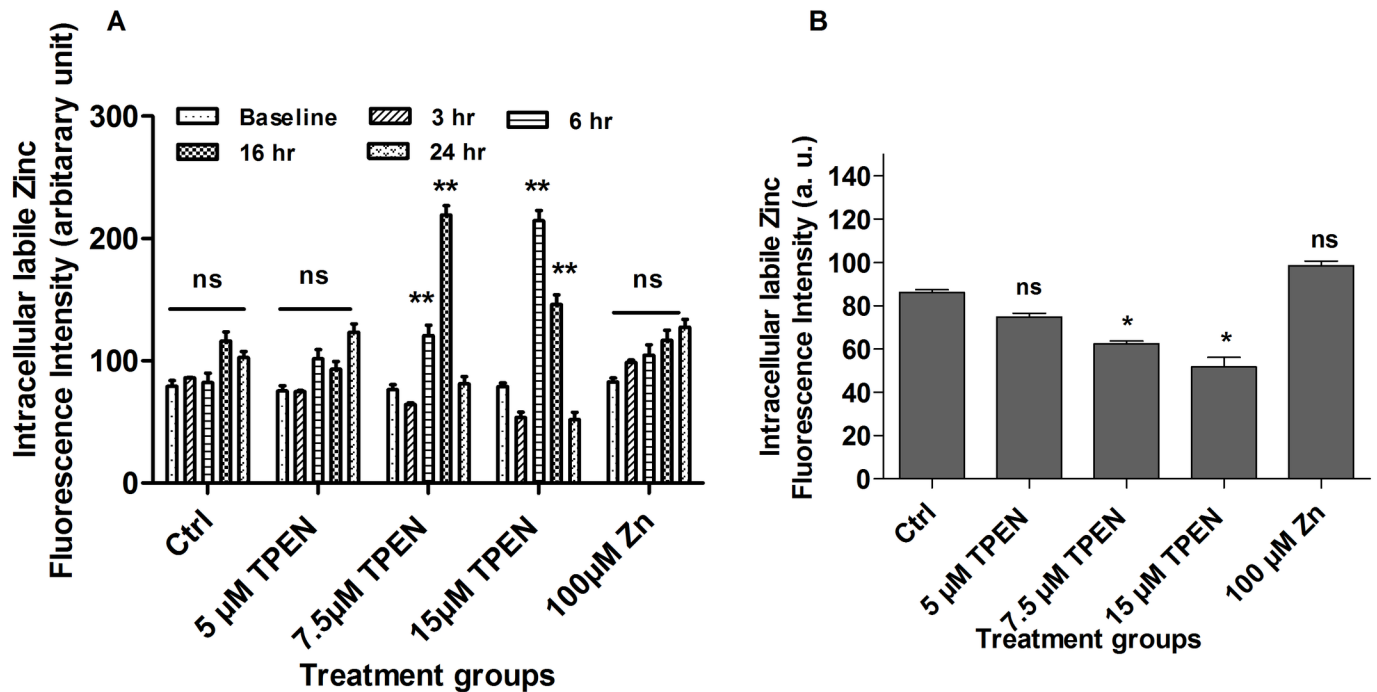 A
Intracellular labile Zinc
Fluorescence Intensity (arbitarary unit)
300
200
100
0
Baseline
3 hr
6 hr
16 hr
24 hr
ns
ns
**
**
**
**
ns
Ctrl
5 µM TPEN
7.5µM TPEN
15µM TPEN
100µM Zn
Treatment groups
B
Intracellular labile Zinc
Fluorescence Intensity (a. u.)
140
120
100
80
60
40
20
0
ns
*
*
ns
Ctrl
5 µM TPEN
7.5 µM TPEN
15 µM TPEN
100 µM Zn
Treatment groups